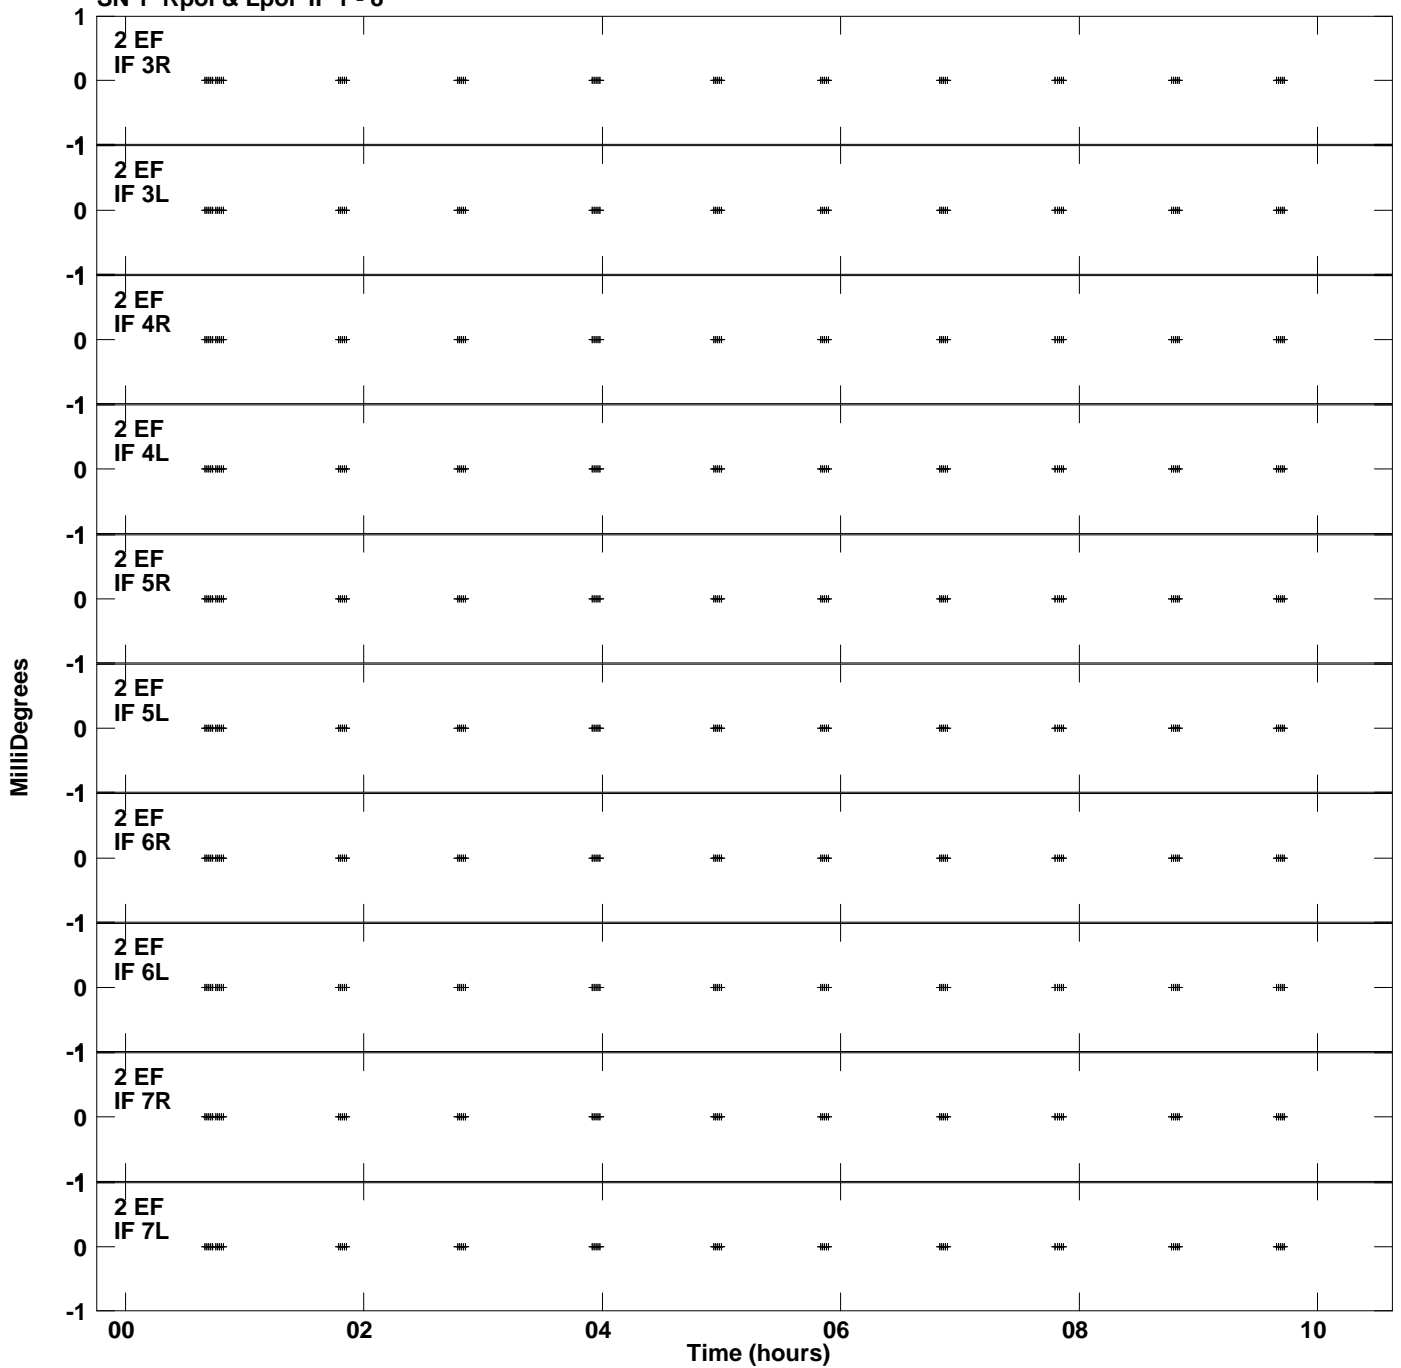 SN 1 Rpol & Lpol IF 1 - 8
1
2 EF
IF 3R
0
-1
2 EF
IF 3L
0
-1
2 EF
IF 4R
0
-1
2 EF
IF 4L
0
-1
2 EF
IF 5R
0
-1
2 EF
IF 5L
0
-1
2 EF
IF 6R
0
-1
2 EF
IF 6L
0
-1
2 EF
IF 7R
0
-1
2 EF
IF 7L
0
-1
MilliDegrees
00 02 04 06 08 10
Time (hours)